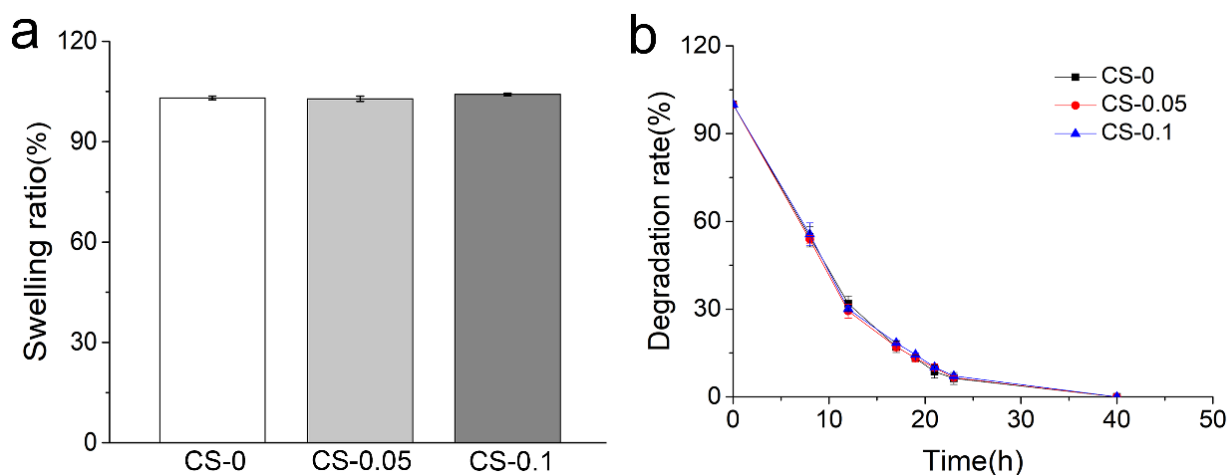 a
120
90
60
30
0
Swelling ratio(%)
CS-0 CS-0.05 CS-0.1
b
120
90
60
30
0
Degradation rate(%)
CS-0
CS-0.05
CS-0.1
0 10 20 30 40 50
Time(h)